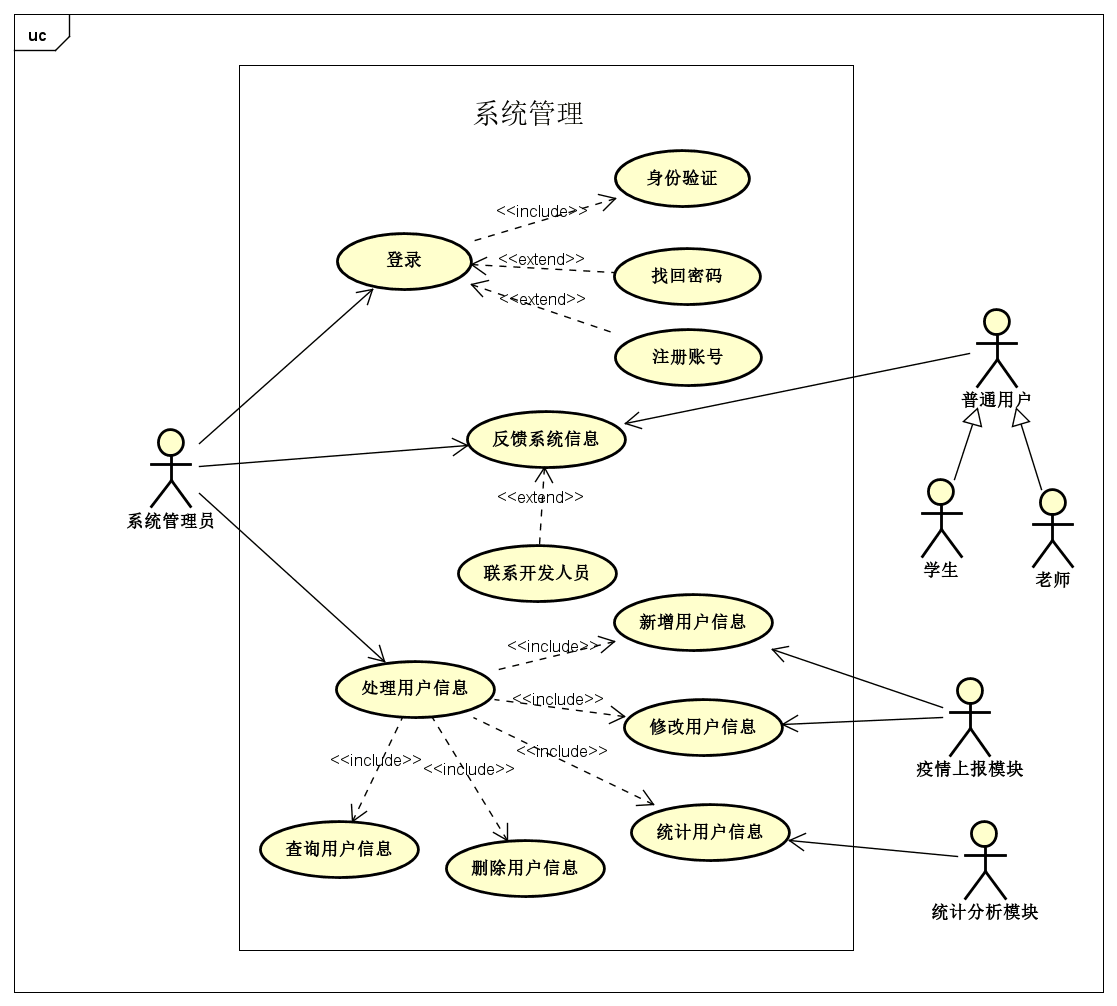 uc
系统管理
身份验证
<<include>>
登录
<<extend>>
找回密码
<<extend>>
注册账号
普通用户
反馈系统信息
系统管理员
<<extend>>
学生
老师
联系开发人员
新增用户信息
<<include>>
处理用户信息
<<include>>
修改用户信息
<<include>>
<<include>>
<<include>>
疫情上报模块
统计用户信息
查询用户信息
删除用户信息
统计分析模块